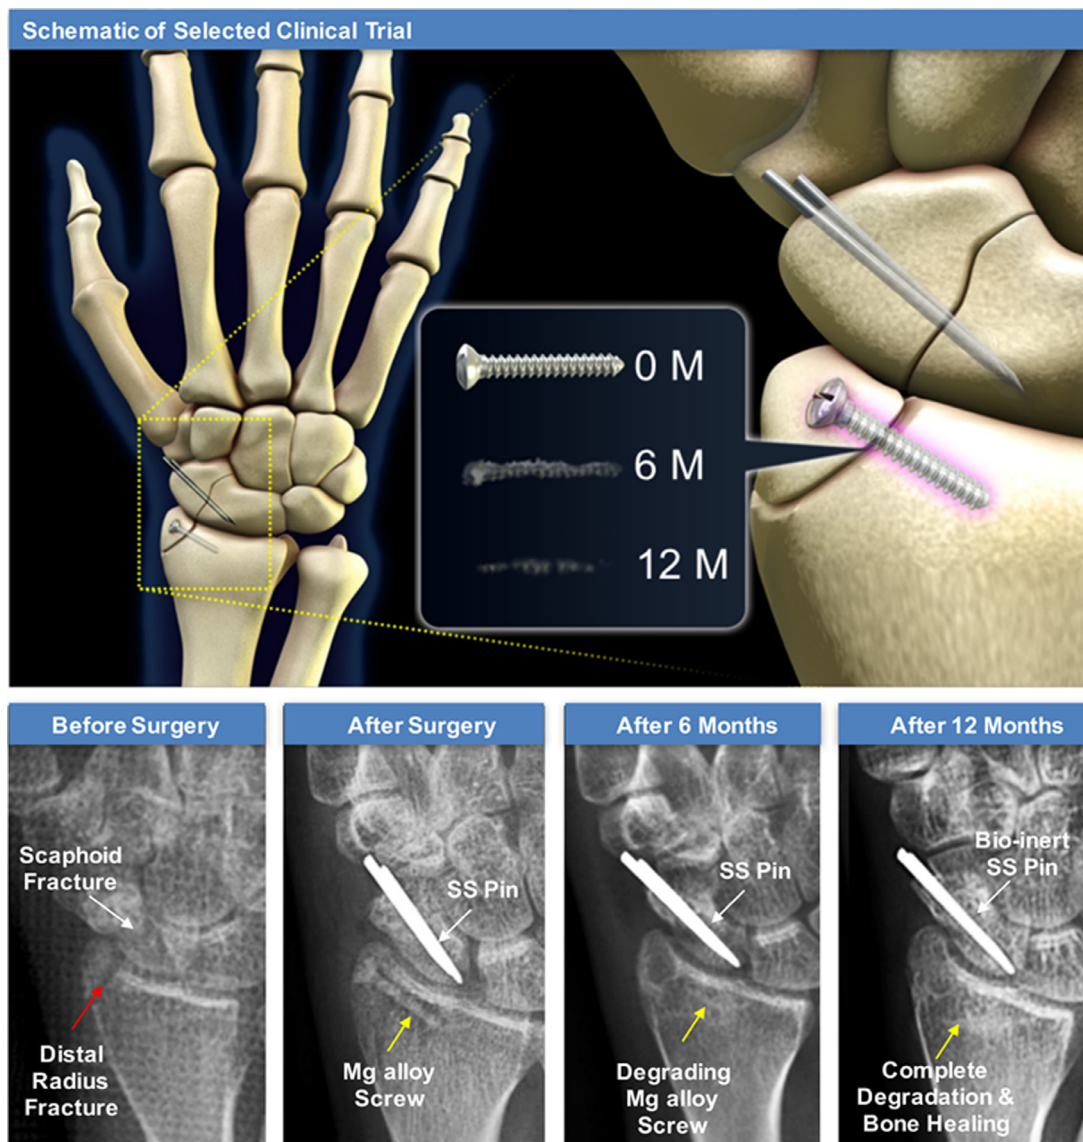 Schematic of Selected Clinical Trial
0 M
6 M
12 M
Before Surgery
Scaphoid
Fracture
Distal
Radius
Fracture
After Surgery
SS Pin
Mg alloy
Screw
After 6 Months
SS Pin
Degrading
Mg alloy
Screw
After 12 Months
Bio-inert
SS Pin
Complete
Degradation &
Bone Healing